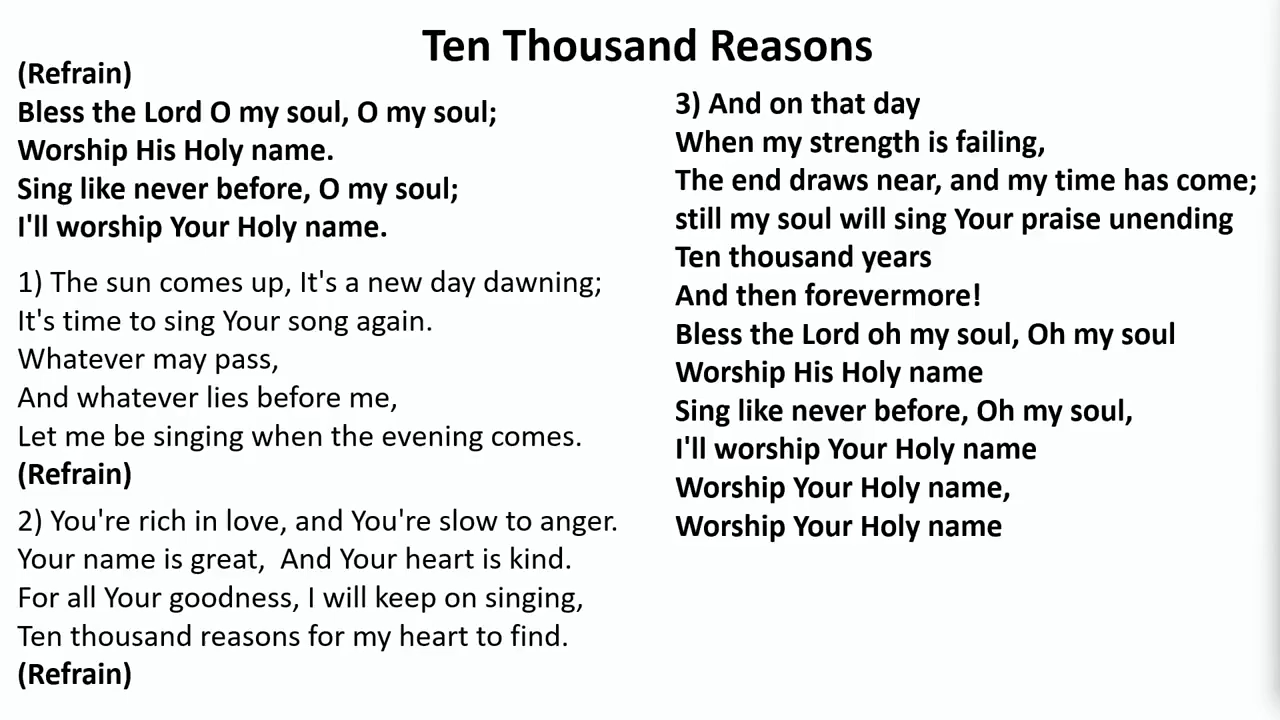 Ten Thousand Reasons
(Refrain)
Bless the Lord O my soul, O my soul;
Worship His Holy name.
Sing like never before, O my soul;
I'll worship Your Holy name.
1) The sun comes up, It's a new day dawning;
It's time to sing Your song again.
Whatever may pass,
And whatever lies before me,
Let me be singing when the evening comes.
(Refrain)
2) You're rich in love, and You're slow to anger.
Your name is great,  And Your heart is kind.
For all Your goodness, I will keep on singing,
Ten thousand reasons for my heart to find.
(Refrain)
3) And on that day
When my strength is failing,
The end draws near, and my time has come;
still my soul will sing Your praise unending
Ten thousand years
And then forevermore!
Bless the Lord oh my soul, Oh my soul
Worship His Holy name
Sing like never before, Oh my soul,
I'll worship Your Holy name
Worship Your Holy name,
Worship Your Holy name